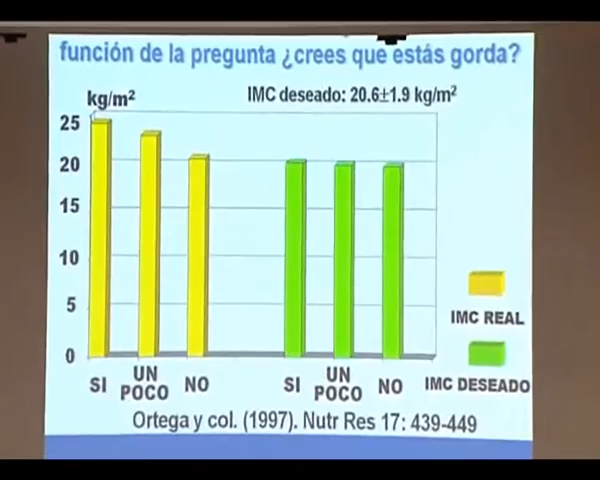 función de la pregunta ¿crees que estás gorda?
kg/m²
IMC deseado: 20.6±1.9 kg/m²
25
20
15
10
5
0
SI
UN POCO
NO
SI
UN POCO
NO
IMC REAL
IMC DESEADO
Ortega y col. (1997). Nutr Res 17: 439-449